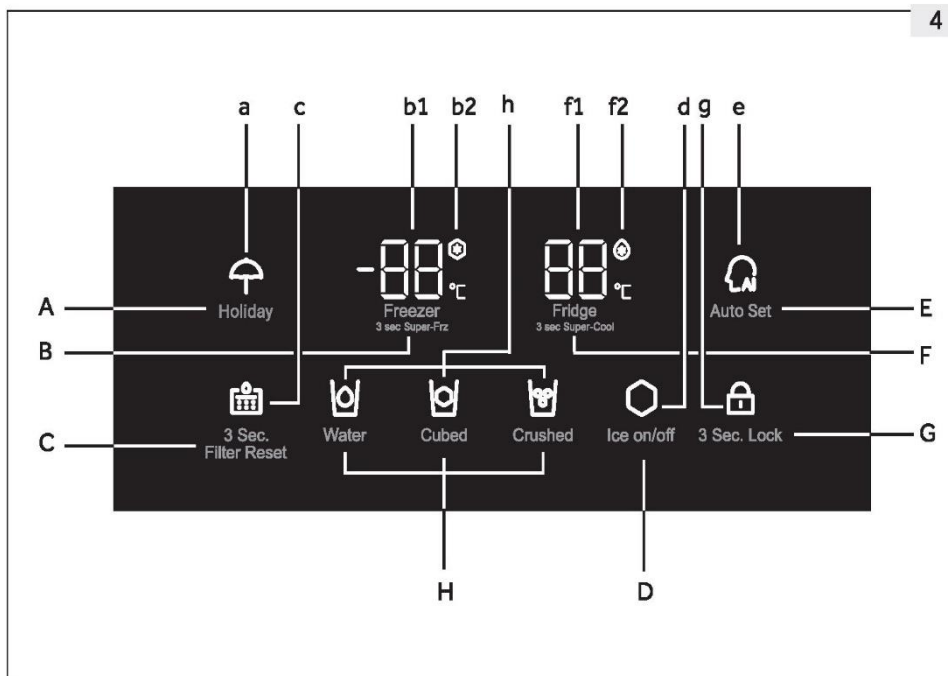 4
a c b1 b2 h f1 f2 d g e
-88 °C
88 °C
Ai
A Holiday Freezer Fridge Auto Set E
B 3 sec Super-Frz 3 sec Super-Cool F
C 3 Sec. Water Cubed Crushed Ice on/off 3 Sec. Lock G
Filter Reset
H D